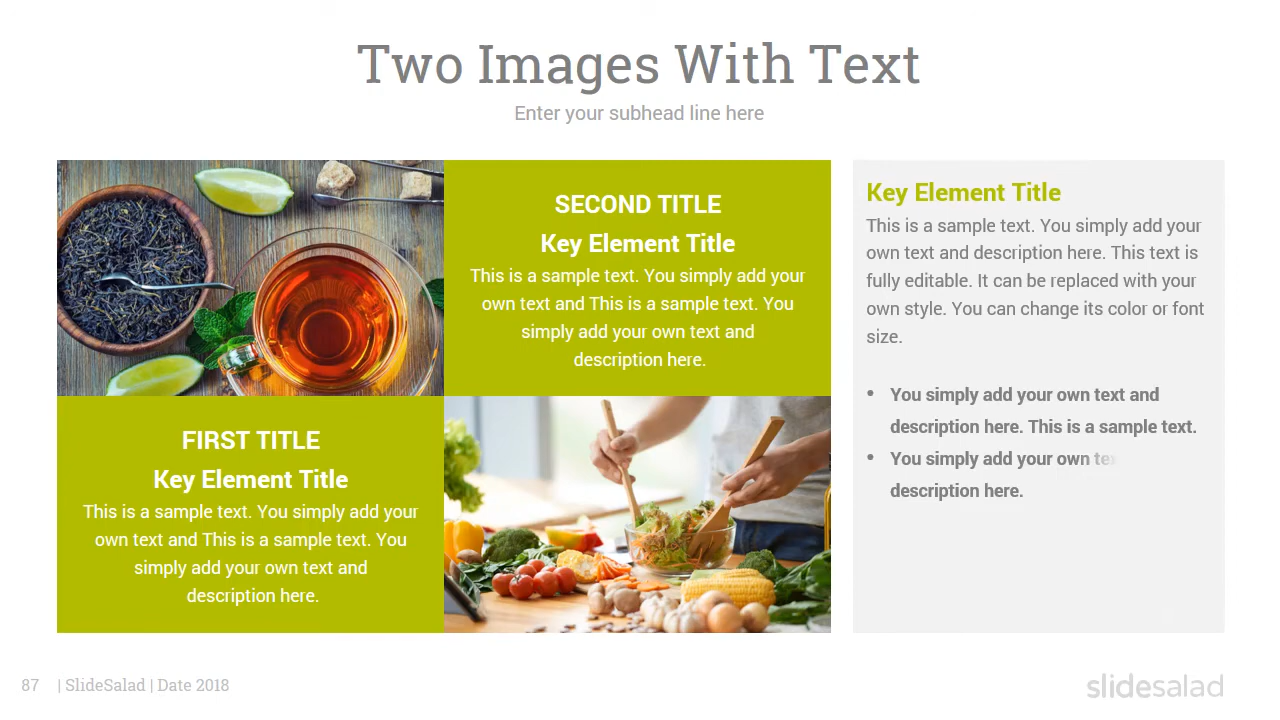 Two Images With Text
Enter your subhead line here
SECOND TITLE
Key Element Title
This is a sample text. You simply add your
own text and This is a sample text. You
simply add your own text and
description here.
FIRST TITLE
Key Element Title
This is a sample text. You simply add your
own text and This is a sample text. You
simply add your own text and
description here.
Key Element Title
This is a sample text. You simply add your
own text and description here. This text is
fully editable. It can be replaced with your
own style. You can change its color or font
size.
• You simply add your own text and
description here. This is a sample text.
• You simply add your own
description here.
87 | SlideSalad | Date 2018
slidesalad